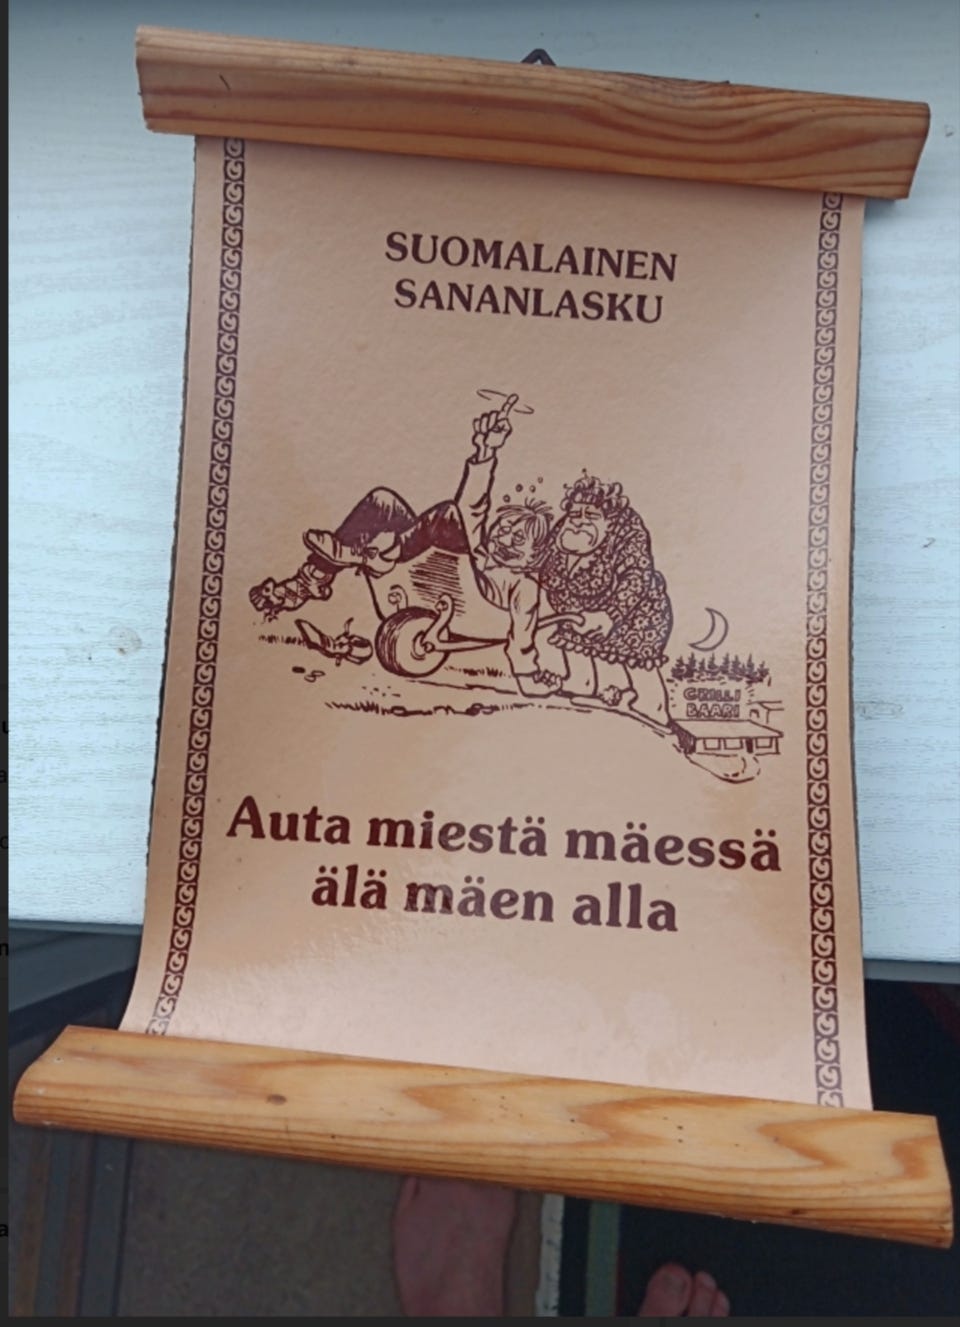 SUOMALAINEN
SANANLASKU
GRILLI
BAARI
Auta miestä mäessä
älä mäen alla